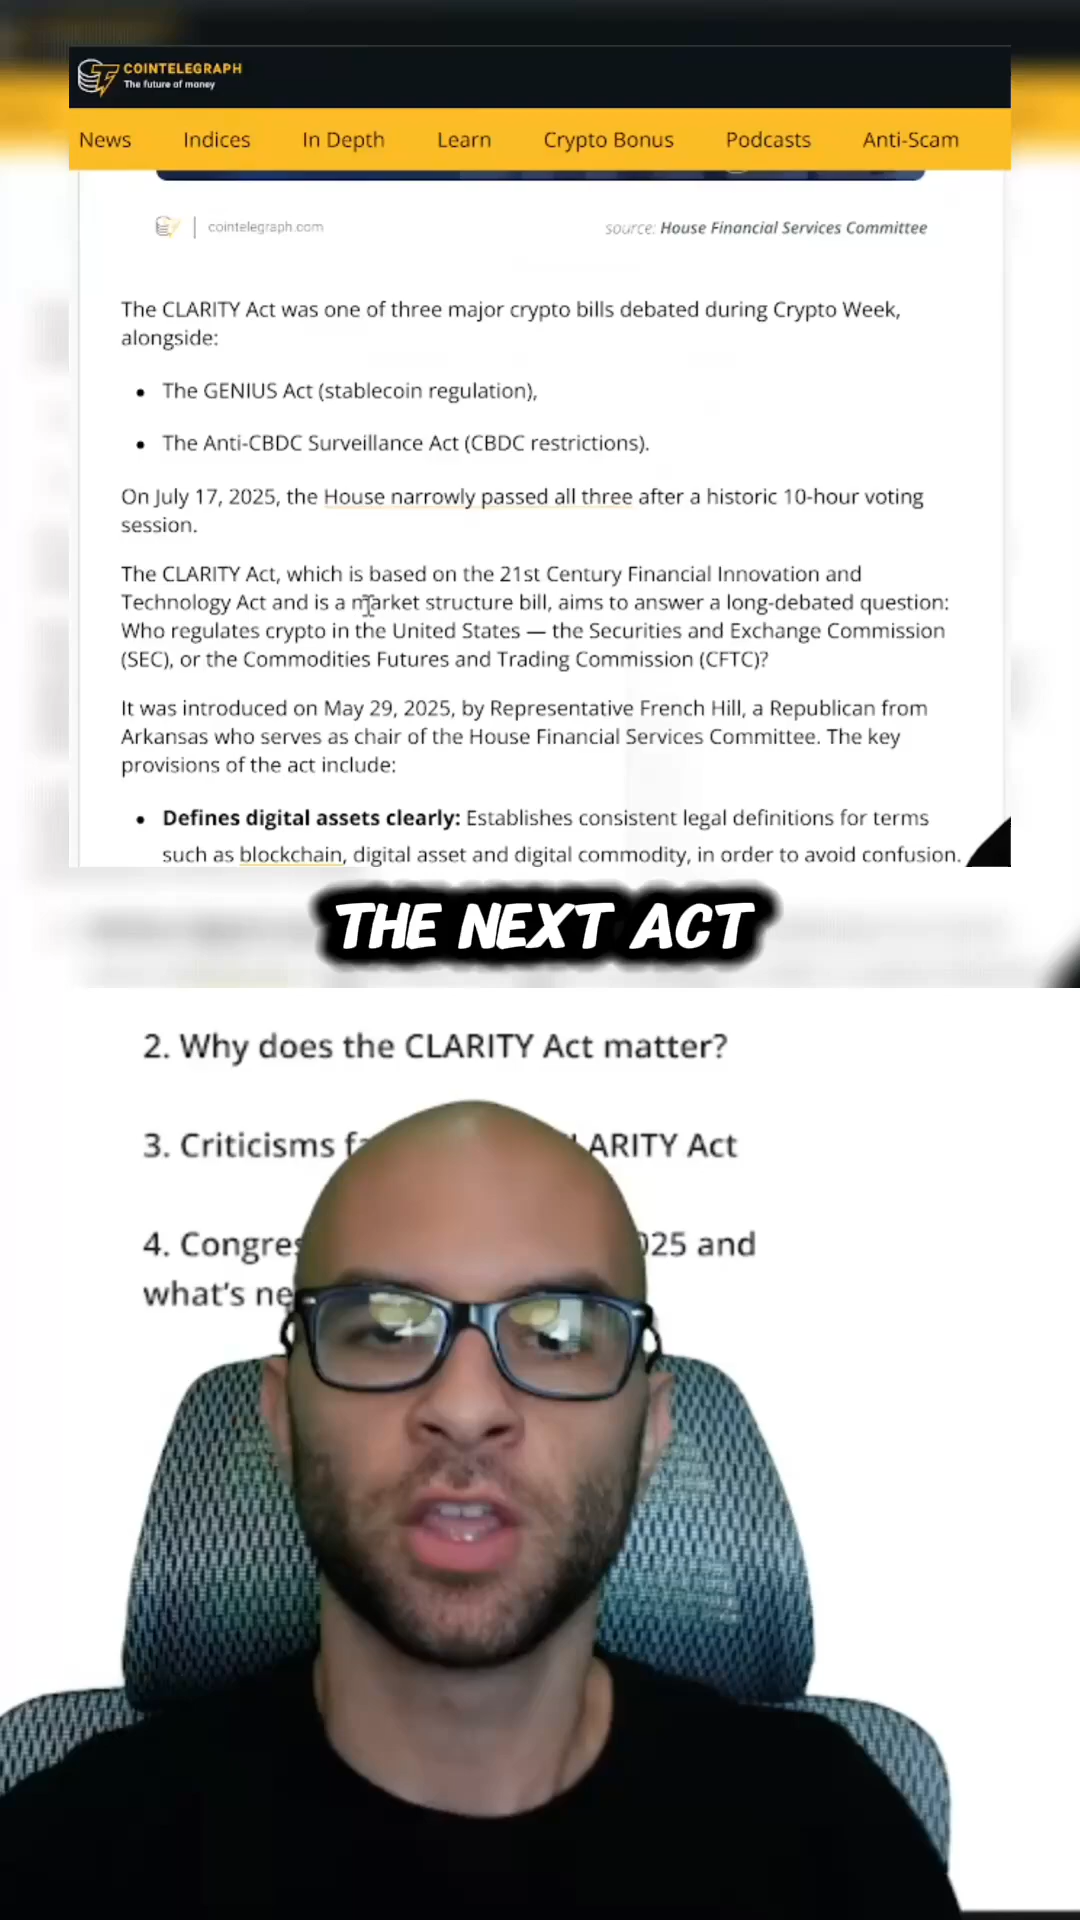 COINTELEGRAPH
The future of money
News Indices In Depth Learn Crypto Bonus Podcasts Anti-Scam
cointelegraph.com source: House Financial Services Committee
The CLARITY Act was one of three major crypto bills debated during Crypto Week,
alongside:
• The GENIUS Act (stablecoin regulation),
• The Anti-CBDC Surveillance Act (CBDC restrictions).
On July 17, 2025, the House narrowly passed all three after a historic 10-hour voting
session.
The CLARITY Act, which is based on the 21st Century Financial Innovation and
Technology Act and is a market structure bill, aims to answer a long-debated question:
Who regulates crypto in the United States — the Securities and Exchange Commission
(SEC), or the Commodities Futures and Trading Commission (CFTC)?
It was introduced on May 29, 2025, by Representative French Hill, a Republican from
Arkansas who serves as chair of the House Financial Services Committee. The key
provisions of the act include:
• Defines digital assets clearly: Establishes consistent legal definitions for terms
such as blockchain, digital asset and digital commodity, in order to avoid confusion.
THE NEXT ACT
2. Why does the CLARITY Act matter?
3. Criticisms ARITY Act
4. 25 and
what's